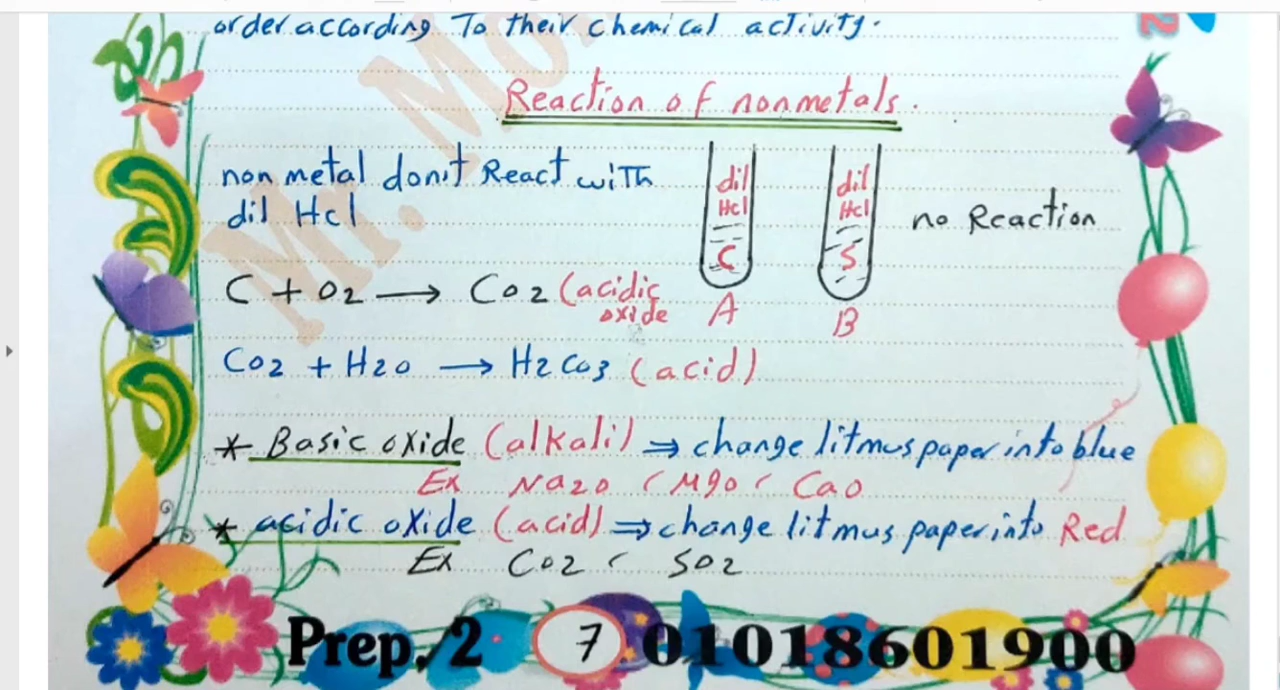 order according To their chemical activity.
Reaction of nonmetals.
non metal don't React with
dil Hcl
dil
Hcl
C
A
dil
Hcl
S
B
no Reaction
C + O2 → Co2 (acidic
oxide
Co2 + H2o → H2Co3 (acid)
* Basic oxide (alkali) ⇒ change litmus paper into blue
Ex Na2o ( Mgo ( Cao
* acidic oxide (acid) ⇒ change litmus paper into Red
Ex Co2 ( SO2
Prep. 2 7 01018601900
Mr. Mo
2